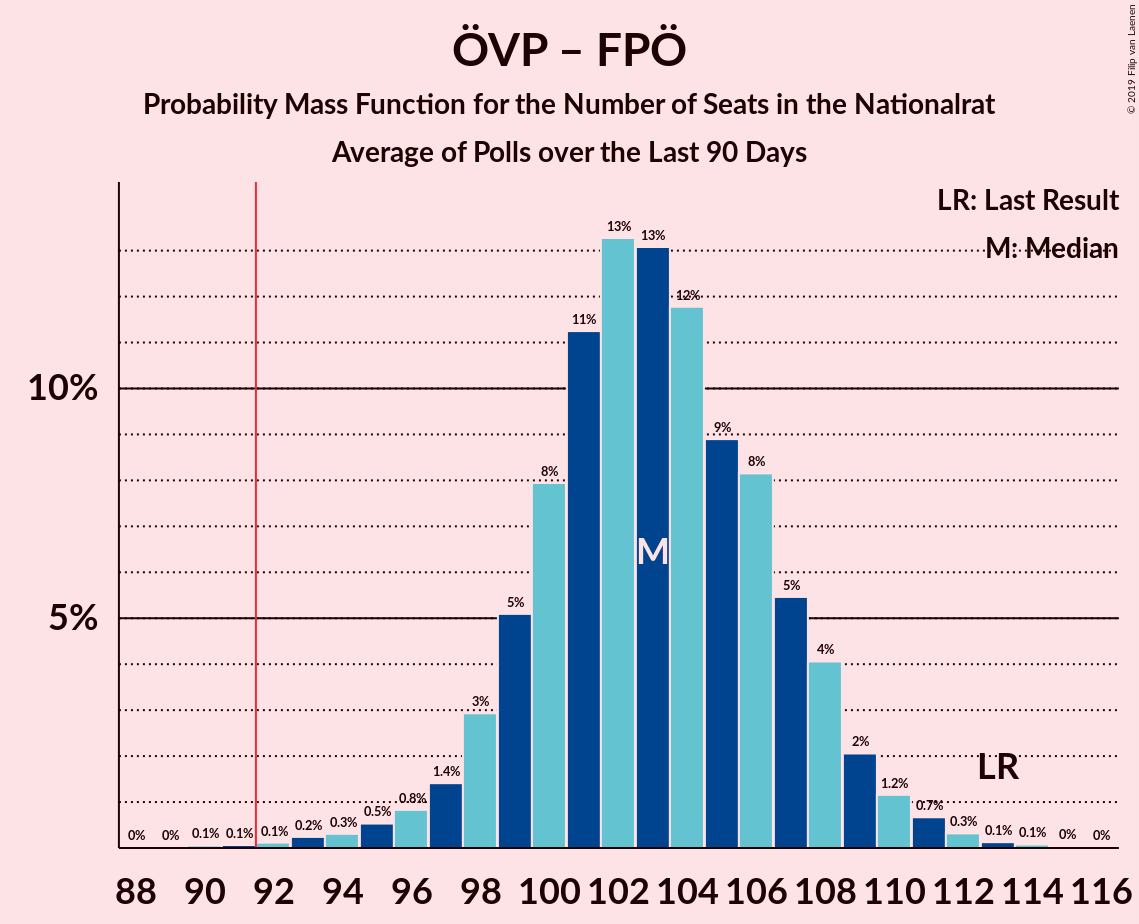 ÖVP – FPÖ
Probability Mass Function for the Number of Seats in the Nationalrat
Average of Polls over the Last 90 Days
© 2019 Filip van Laenen
LR: Last Result
M: Median
13%
13%
12%
11%
10%
9%
8%
8%
M
5%
5%
5%
4%
3%
2%
LR
1.4%
1.2%
0.8%
0.7%
0.5%
0.3%
0.3%
0.2%
0% 0% 0.1% 0.1% 0.1% 0.1% 0.1% 0% 0%
88 90 92 94 96 98 100 102 104 106 108 110 112 114 116